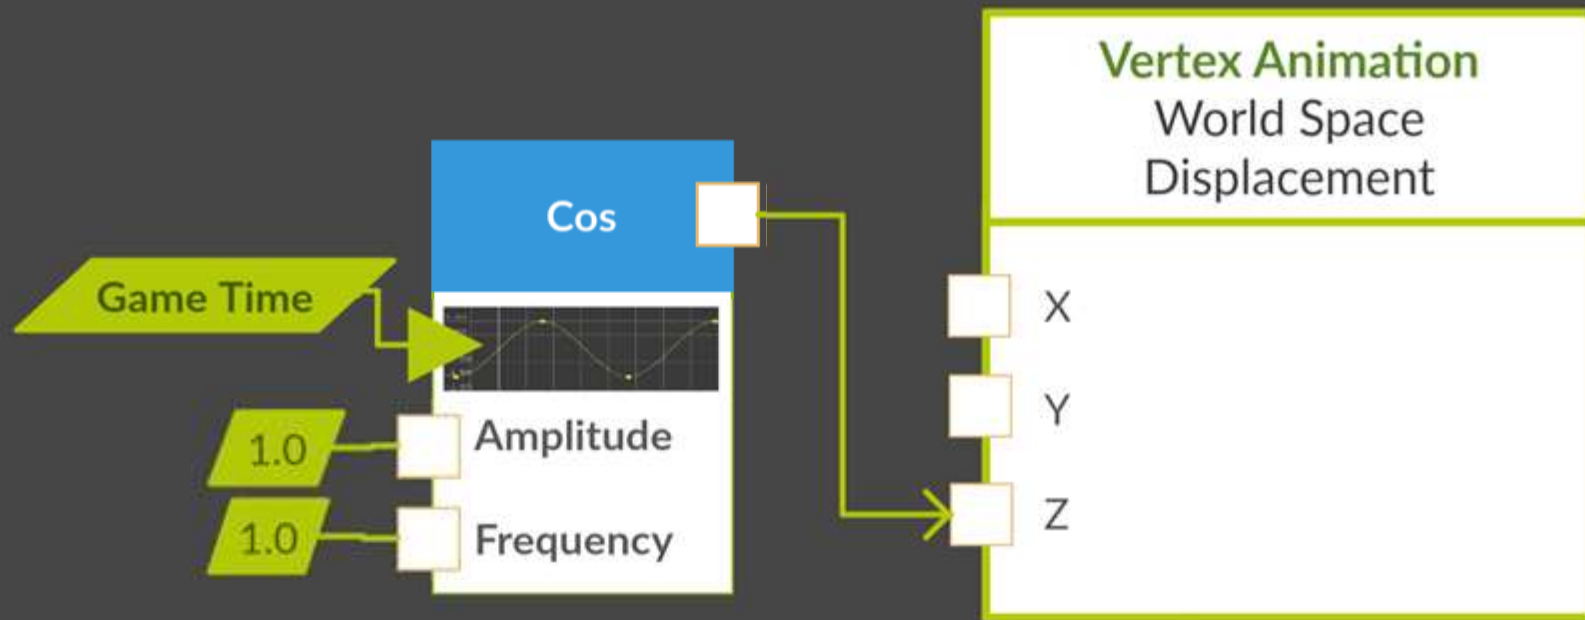 Vertex Animation
World Space
Displacement
Cos
Game Time
X
Y
Z
Amplitude
1.0
Frequency
1.0